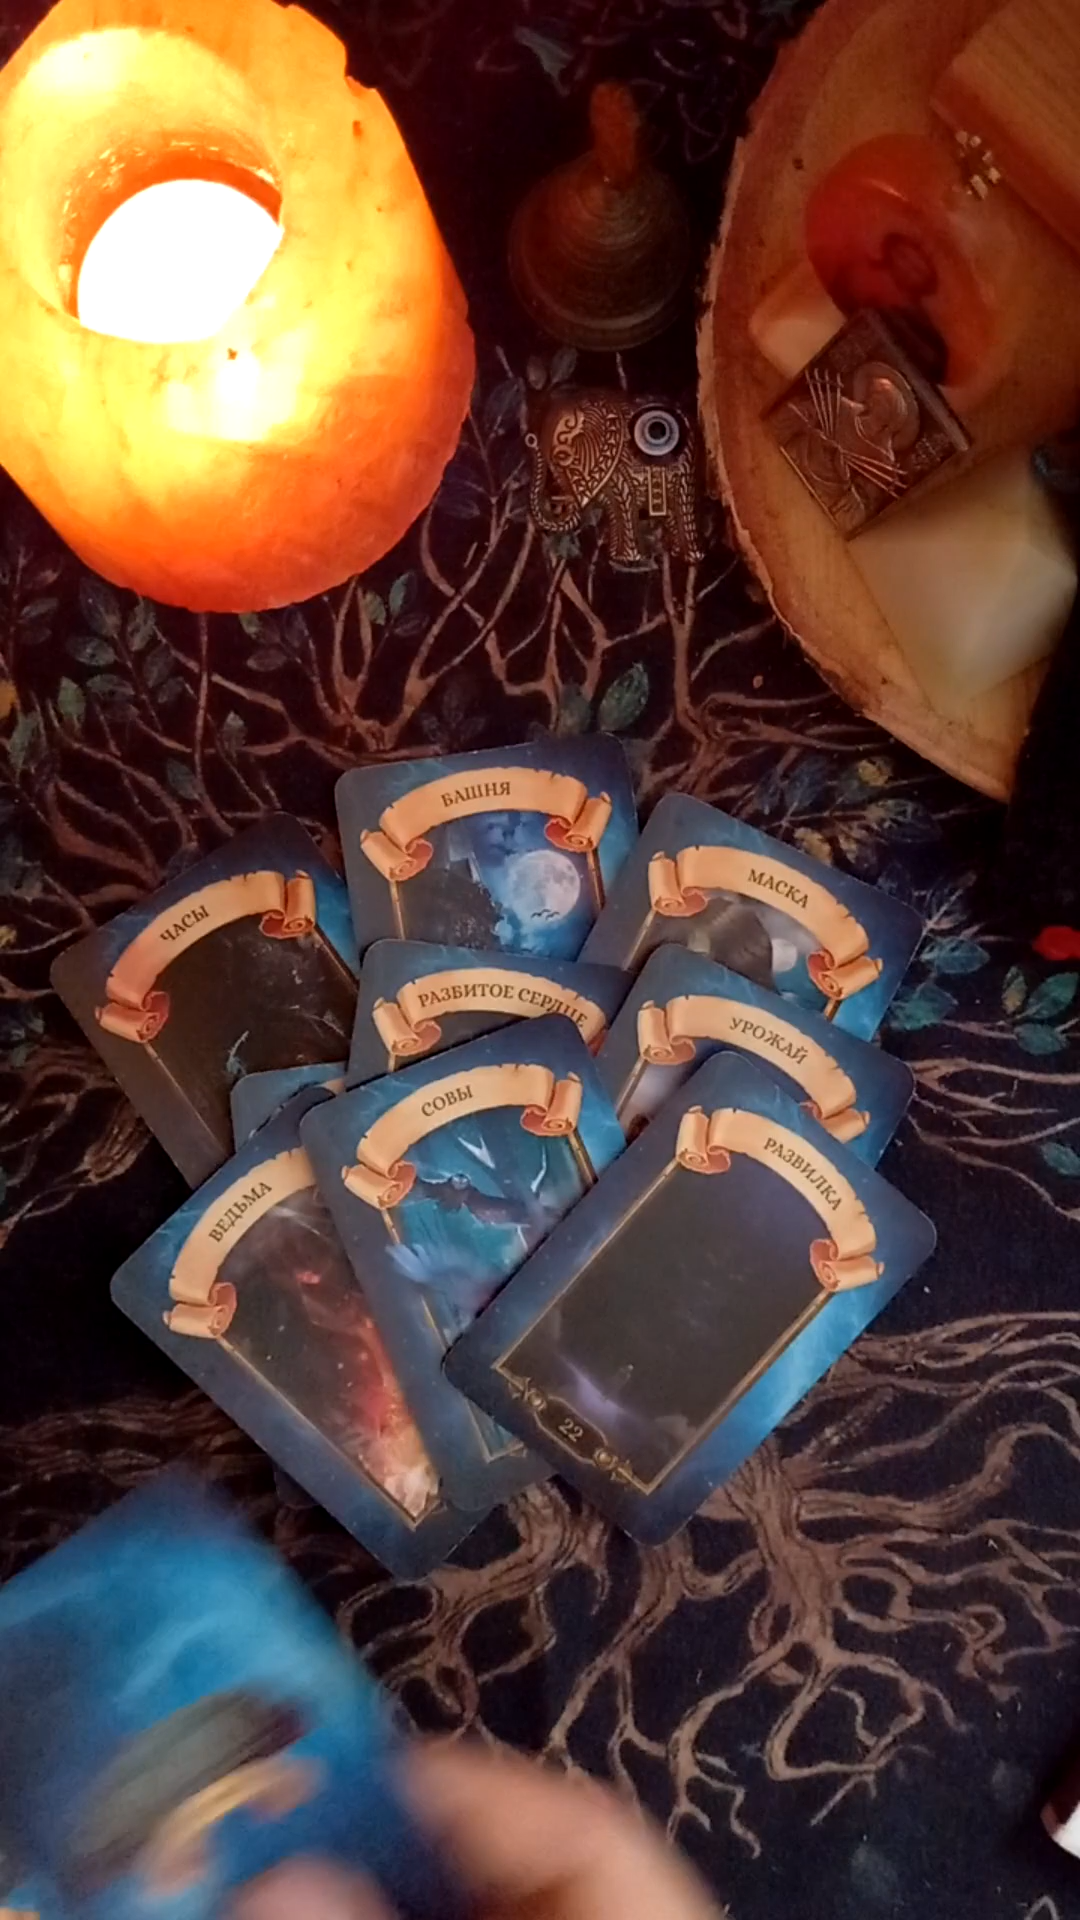 БАШНЯ
МАСКА
ЧАСЫ
РАЗБИТОЕ СЕРДЦЕ
УРОЖАЙ
СОВЫ
РАЗВИЛКА
ВЕДЬМА
22